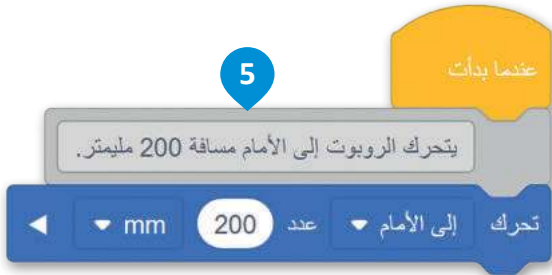 عندما بدأت
5
يتحرك الروبوت إلى الأمام مسافة 200 مليمتر.
تحرك إلى الأمام عدد 200 mm